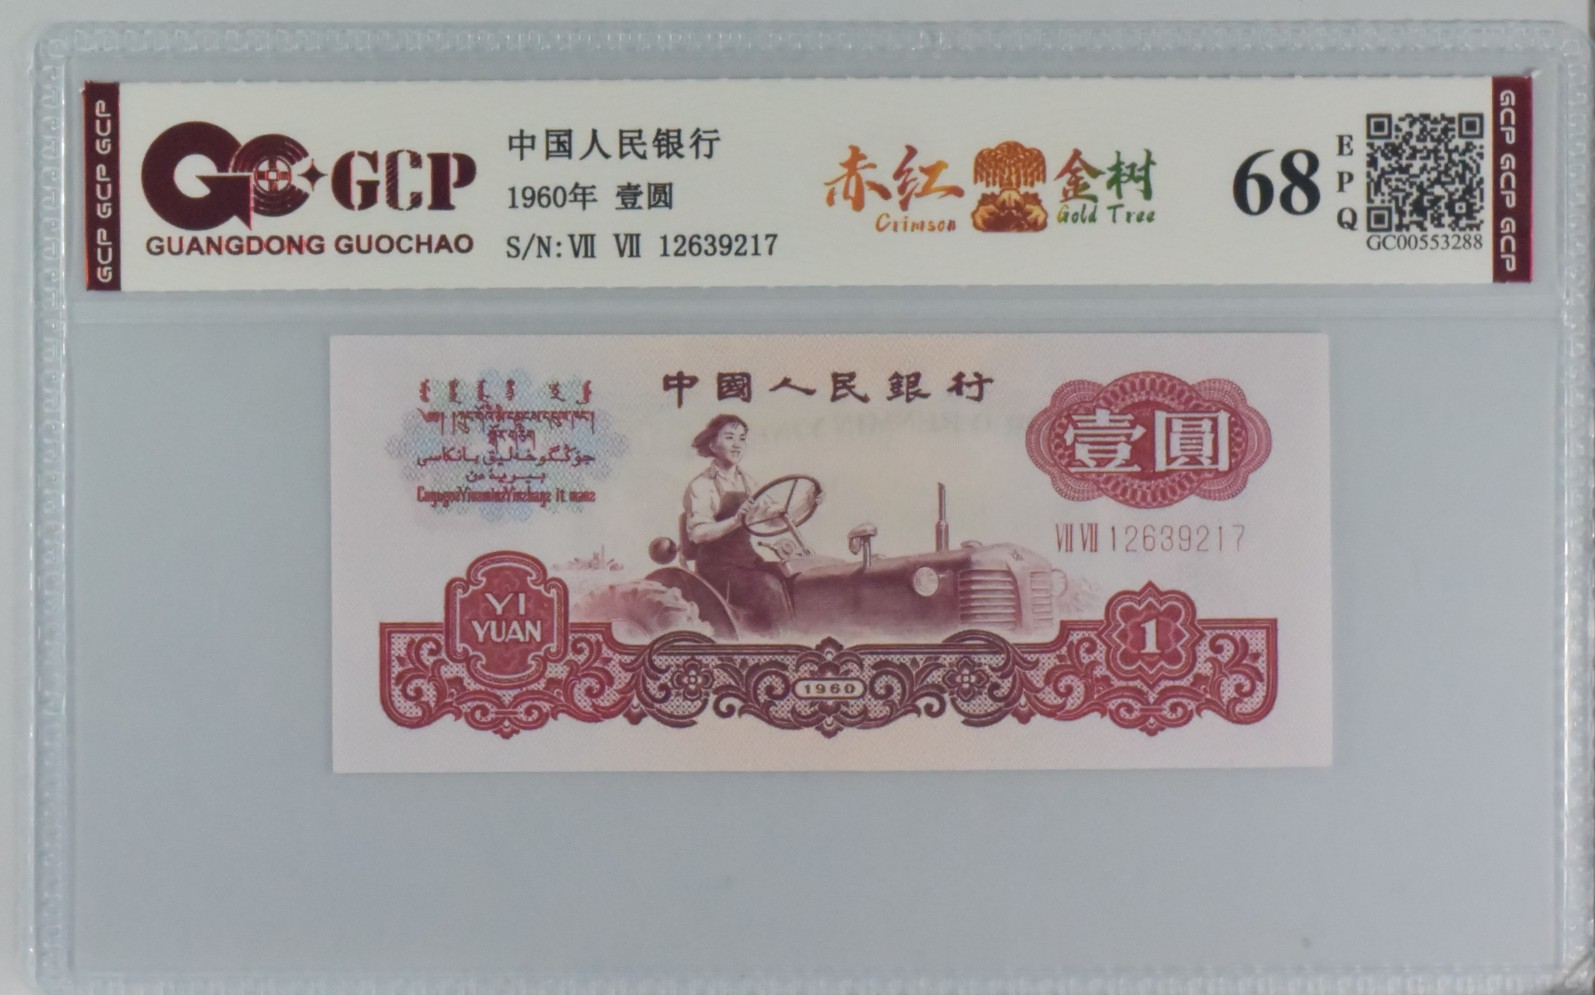 GCP GCP GCP
GCP
GUANGDONG GUOCHAO
中国人民银行
1960年 壹圆
S/N: Ⅶ Ⅶ 12639217
赤红 金树
Crimson Gold Tree
68
EPQ
GC00553288
GCP GCP GCP
中國人民銀行
壹圓
ⅦⅦ 12639217
YI
YUAN
1
1960